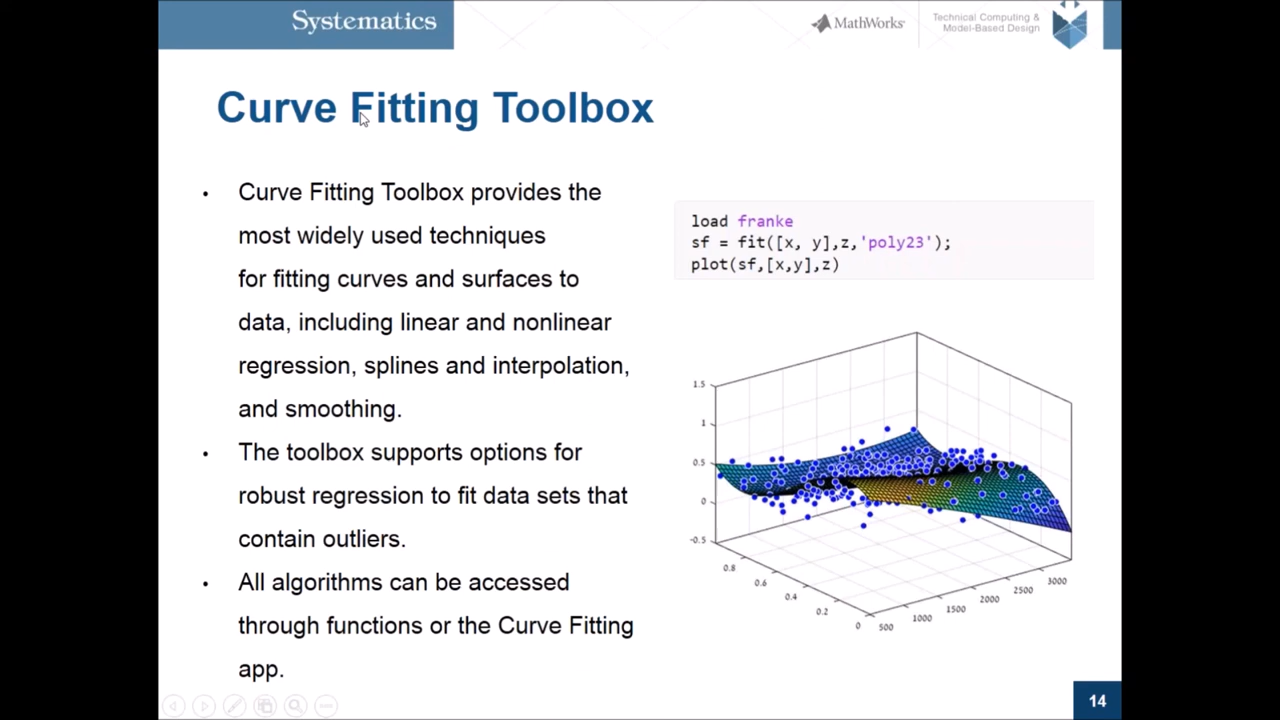 Systematics
MathWorks
Technical Computing &
Model-Based Design
Curve Fitting Toolbox
• Curve Fitting Toolbox provides the
most widely used techniques
for fitting curves and surfaces to
data, including linear and nonlinear
regression, splines and interpolation,
and smoothing.
• The toolbox supports options for
robust regression to fit data sets that
contain outliers.
• All algorithms can be accessed
through functions or the Curve Fitting
app.
load franke
sf = fit([x, y],z,'poly23');
plot(sf,[x,y],z)
1.5
1
0.5
0
-0.5
0.8
0.6
0.4
0.2
0
500
1000
1500
2000
2500
3000
14